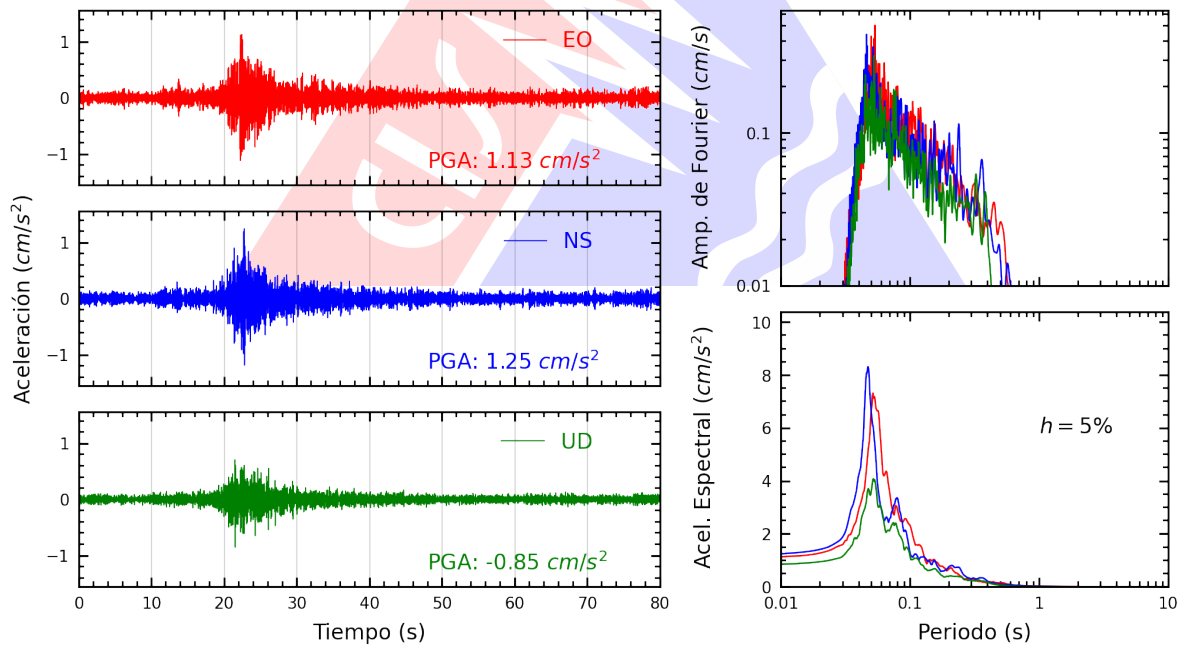 Aceleración (cm/s²)
1
0
−1
EO
PGA: 1.13 cm/s²
1
0
−1
NS
PGA: 1.25 cm/s²
1
0
−1
UD
PGA: -0.85 cm/s²
0 10 20 30 40 50 60 70 80
Tiempo (s)
Amp. de Fourier (cm/s)
0.1
0.01
Acel. Espectral (cm/s²)
10
8
6
4
2
0
h = 5%
0.01 0.1 1 10
Periodo (s)